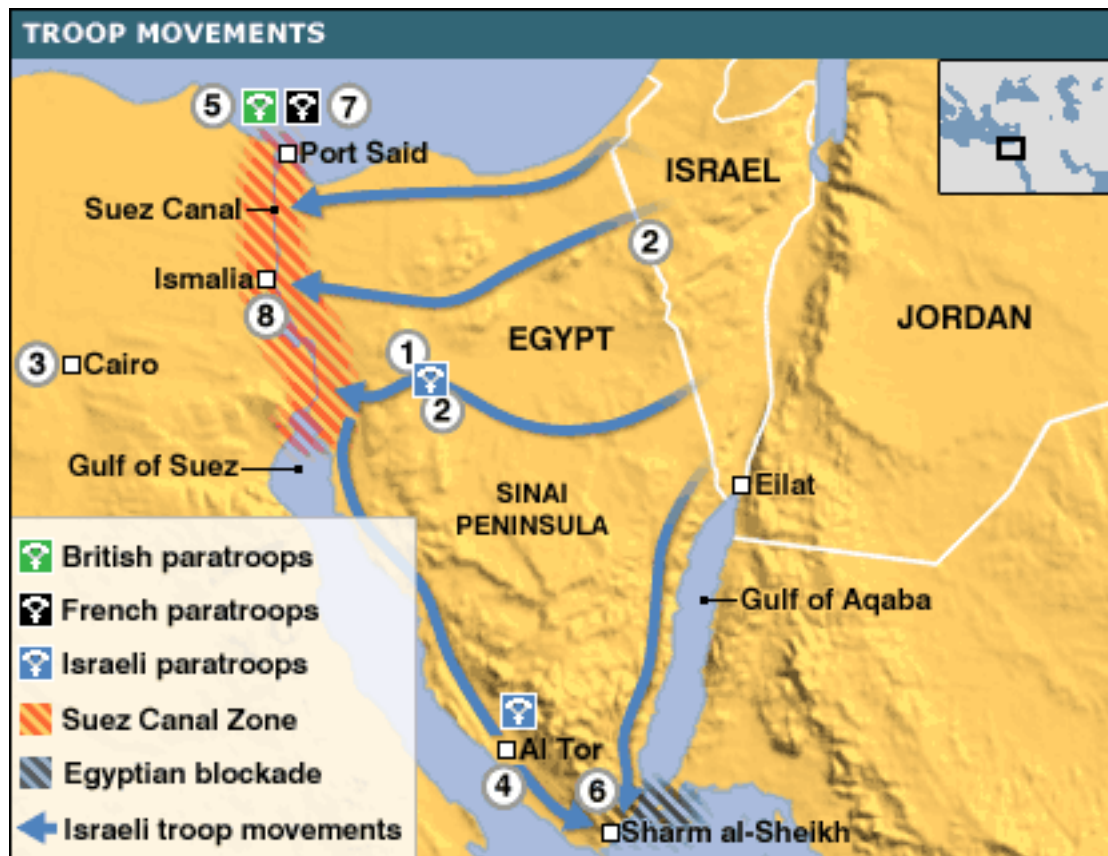 TROOP MOVEMENTS
5
7
Port Said
ISRAEL
Suez Canal
2
Ismalia
8
EGYPT
JORDAN
3
Cairo
1
2
Gulf of Suez
Eilat
SINAI
PENINSULA
Gulf of Aqaba
British paratroops
French paratroops
Israeli paratroops
Suez Canal Zone
Egyptian blockade
Israeli troop movements
Al Tor
4
6
Sharm al-Sheikh